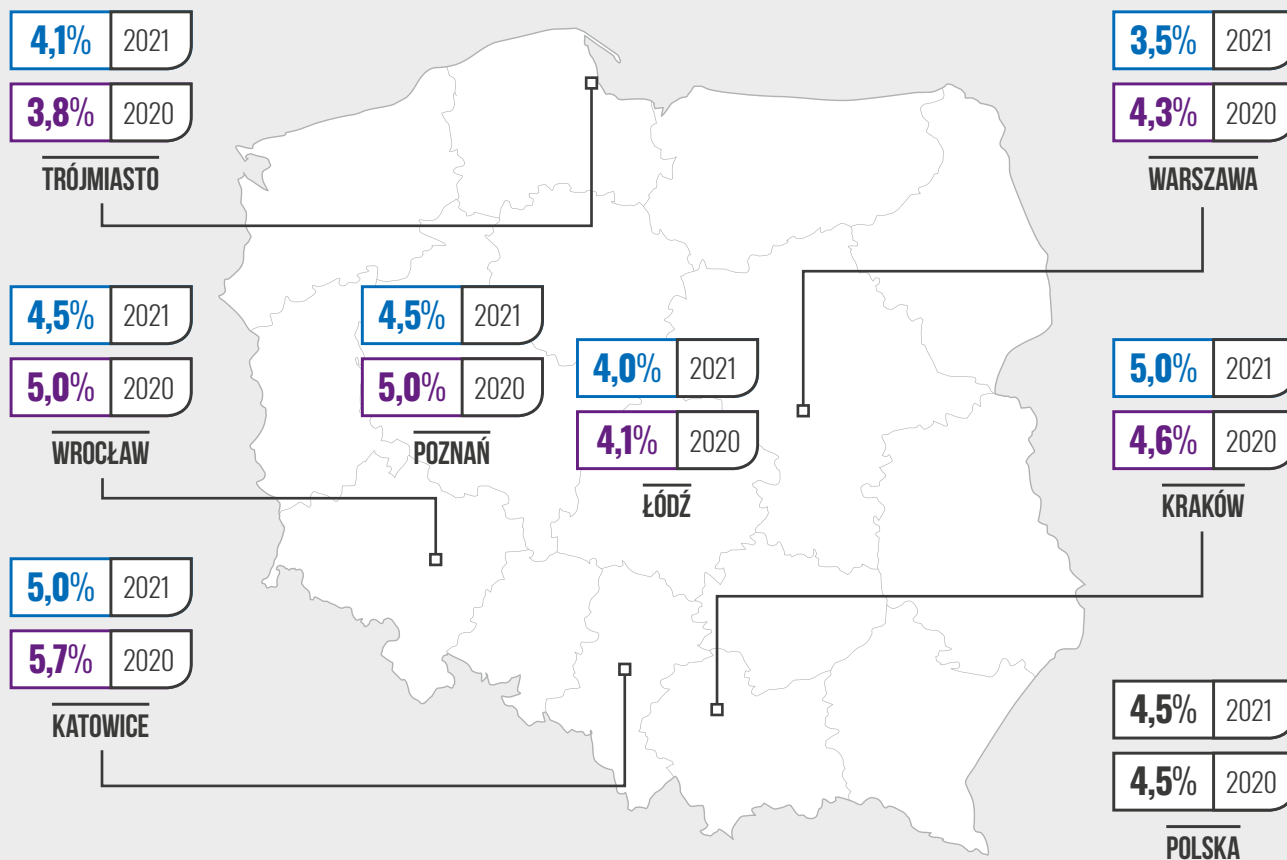 4,1% 2021
3,8% 2020
TRÓJMIASTO
3,5% 2021
4,3% 2020
WARSZAWA
4,5% 2021
5,0% 2020
WROCŁAW
4,5% 2021
5,0% 2020
POZNAŃ
4,0% 2021
4,1% 2020
ŁÓDŹ
5,0% 2021
4,6% 2020
KRAKÓW
5,0% 2021
5,7% 2020
KATOWICE
4,5% 2021
4,5% 2020
POLSKA